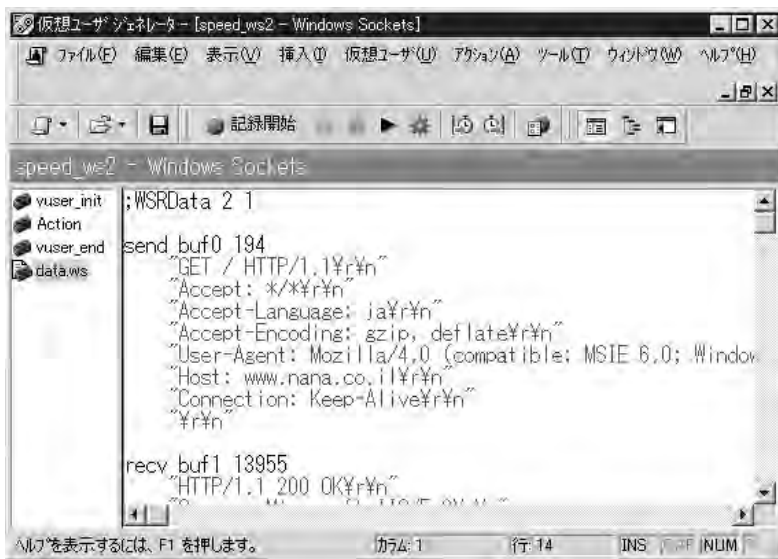 仮想ユーザ ジェネレーター - [speed_ws2 - Windows Sockets]
ファイル(F) 編集(E) 表示(V) 挿入(I) 仮想ユーザ(U) アクション(A) ツール(T) ウィンドウ(W) ヘルプ(H)
記録開始
speed_ws2 - Windows Sockets
vuser_init
Action
vuser_end
data.ws
;WSRData 2 1
send buf0 194
"GET / HTTP/1.1¥r¥n"
"Accept: */*¥r¥n"
"Accept-Language: ja¥r¥n"
"Accept-Encoding: gzip, deflate¥r¥n"
"User-Agent: Mozilla/4.0 (compatible; MSIE 6.0; Window
"Host: www.nana.co.il¥r¥n"
"Connection: Keep-Alive¥r¥n"
"¥r¥n"
recv buf1 13955
"HTTP/1.1 200 OK¥r¥n"
ヘルプを表示するには、F1 を押します。 カラム: 1 行: 14 INS NUM